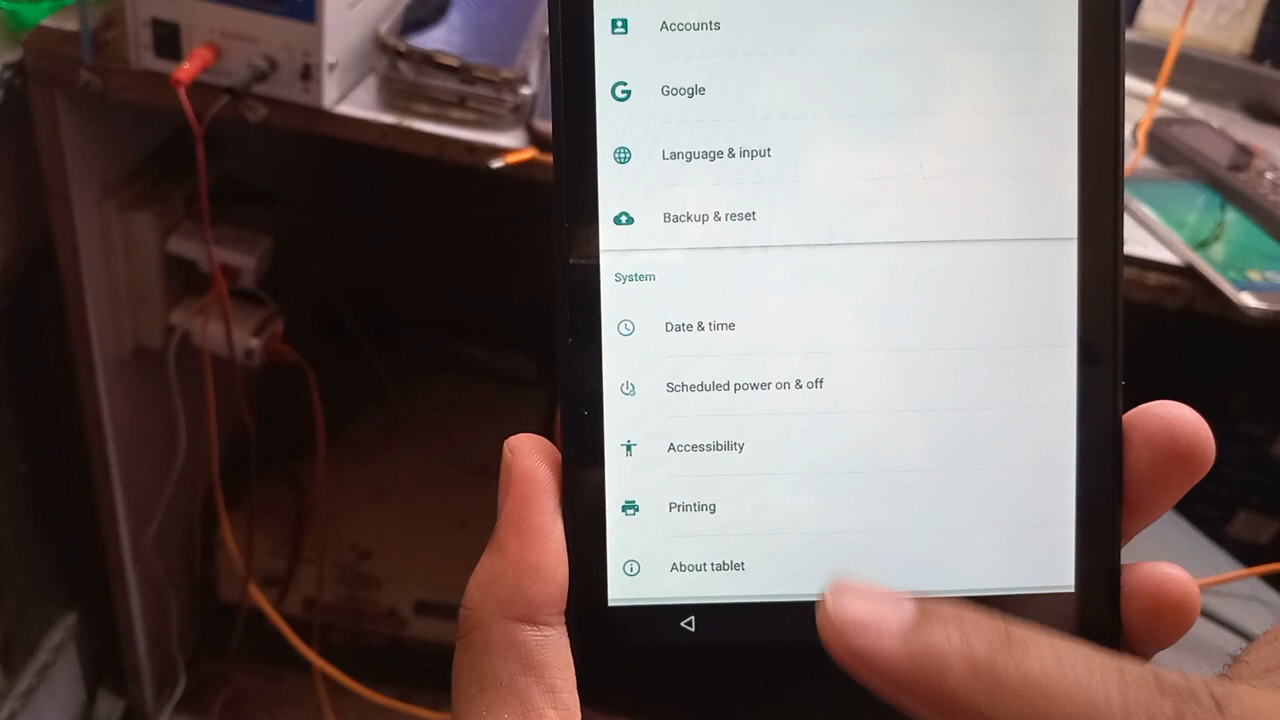 Accounts
Google
Language & input
Backup & reset
System
Date & time
Scheduled power on & off
Accessibility
Printing
About tablet